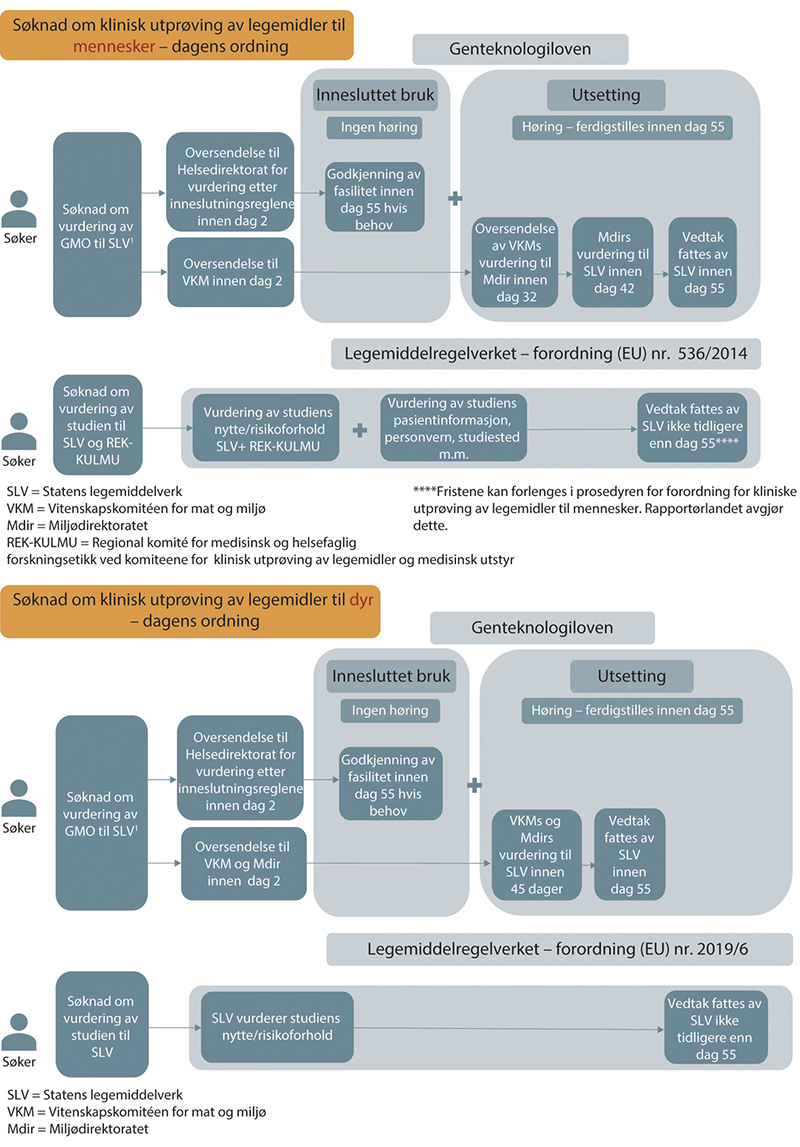 Søknad om klinisk utprøving av legemidler til
mennesker – dagens ordning
Genteknologiloven
Innesluttet bruk
Ingen høring
Utsetting
Høring – ferdigstilles innen dag 55
Søker
Søknad om
vurdering av
GMO til SLV¹
Oversendelse til
Helsedirektorat for
vurdering etter
inneslutningsreglene
innen dag 2
Godkjenning av
fasilitet innen
dag 55 hvis
behov
Oversendelse til
VKM innen dag 2
Oversendelse
av VKMs
vurdering til
Mdir innen
dag 32
Mdirs
vurdering til
SLV innen
dag 42
Vedtak
fattes av
SLV innen
dag 55
Legemiddelregelverket – forordning (EU) nr. 536/2014
Søker
Søknad om
vurdering av
studien til
SLV og REK-
KULMU
Vurdering av studiens
nytte/risikoforhold
SLV+ REK-KULMU
Vurdering av studiens
pasientinformasjon,
personvern, studiested
m.m.
Vedtak fattes av
SLV ikke tidligere
enn dag 55****
SLV = Statens legemiddelverk
VKM = Vitenskapskomitéen for mat og miljø
Mdir = Miljødirektoratet
REK-KULMU = Regional komité for medisinsk og helsefaglig
forskningsetikk ved komiteene for klinisk utprøving av legemidler og medisinsk utstyr
****Fristene kan forlenges i prosedyren for forordning for kliniske
utprøving av legemidler til mennesker. Rapportørlandet avgjør
dette.
Søknad om klinisk utprøving av legemidler til dyr
– dagens ordning
Genteknologiloven
Innesluttet bruk
Ingen høring
Utsetting
Høring – ferdigstilles innen dag 55
Søker
Søknad om
vurdering av
GMO til SLV¹
Oversendelse til
Helsedirektorat for
vurdering etter
inneslutningsreglene
innen dag 2
Godkjenning av
fasilitet innen
dag 55 hvis
behov
Oversendelse til
VKM og Mdir
innen dag 2
VKMs og
Mdirs
vurdering til
SLV innen
45 dager
Vedtak
fattes av
SLV
innen
dag 55
Legemiddelregelverket – forordning (EU) nr. 2019/6
Søker
Søknad om
vurdering av
studien til
SLV
SLV vurderer studiens
nytte/risikoforhold
Vedtak fattes av
SLV ikke
tidligere enn
dag 55
SLV = Statens legemiddelverk
VKM = Vitenskapskomitéen for mat og miljø
Mdir = Miljødirektoratet